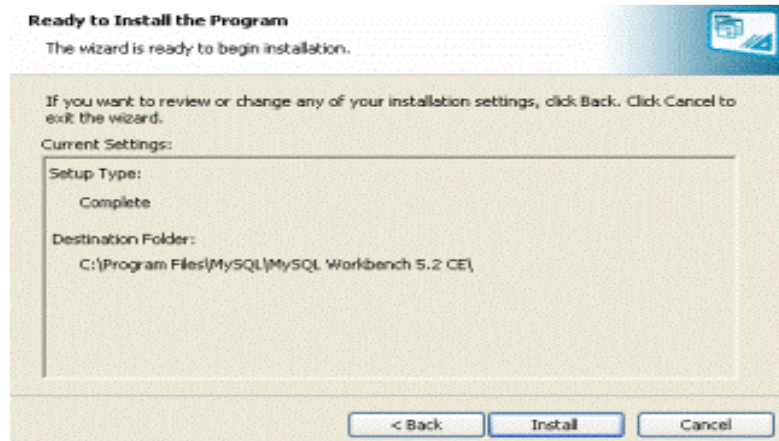 Ready to Install the Program
The wizard is ready to begin installation.
If you want to review or change any of your installation settings, click Back. Click Cancel to
exit the wizard.
Current Settings:
Setup Type:
Complete
Destination Folder:
C:\Program Files\MySQL\MySQL Workbench 5.2 CE\
< Back
Install
Cancel